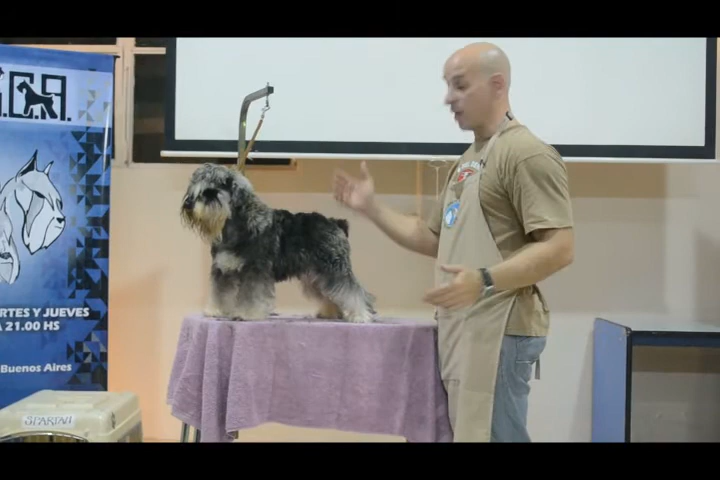 .C.A.
RTES Y JUEVES
A 21.00 HS
Buenos Aires
SPARTAN